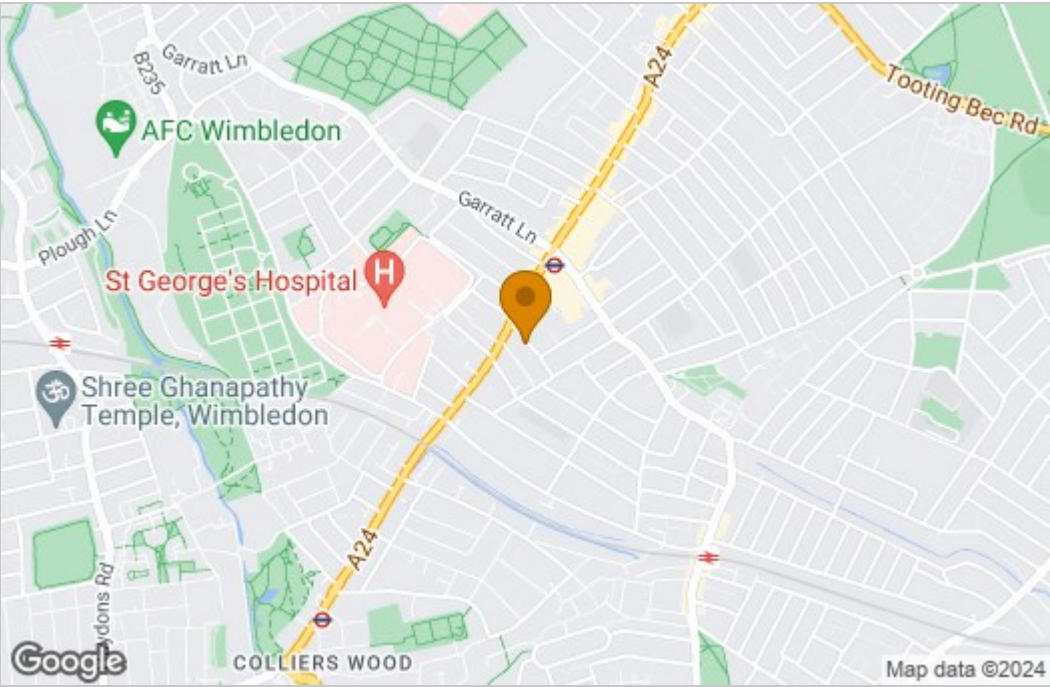 Garratt Ln
B235
A24
Tooting Bec Rd
AFC Wimbledon
Garratt Ln
Plough Ln
St George's Hospital
H
Shree Ghanapathy
Temple, Wimbledon
ॐ
A24
ydons Rd
COLLIERS WOOD
Google
Map data ©2024